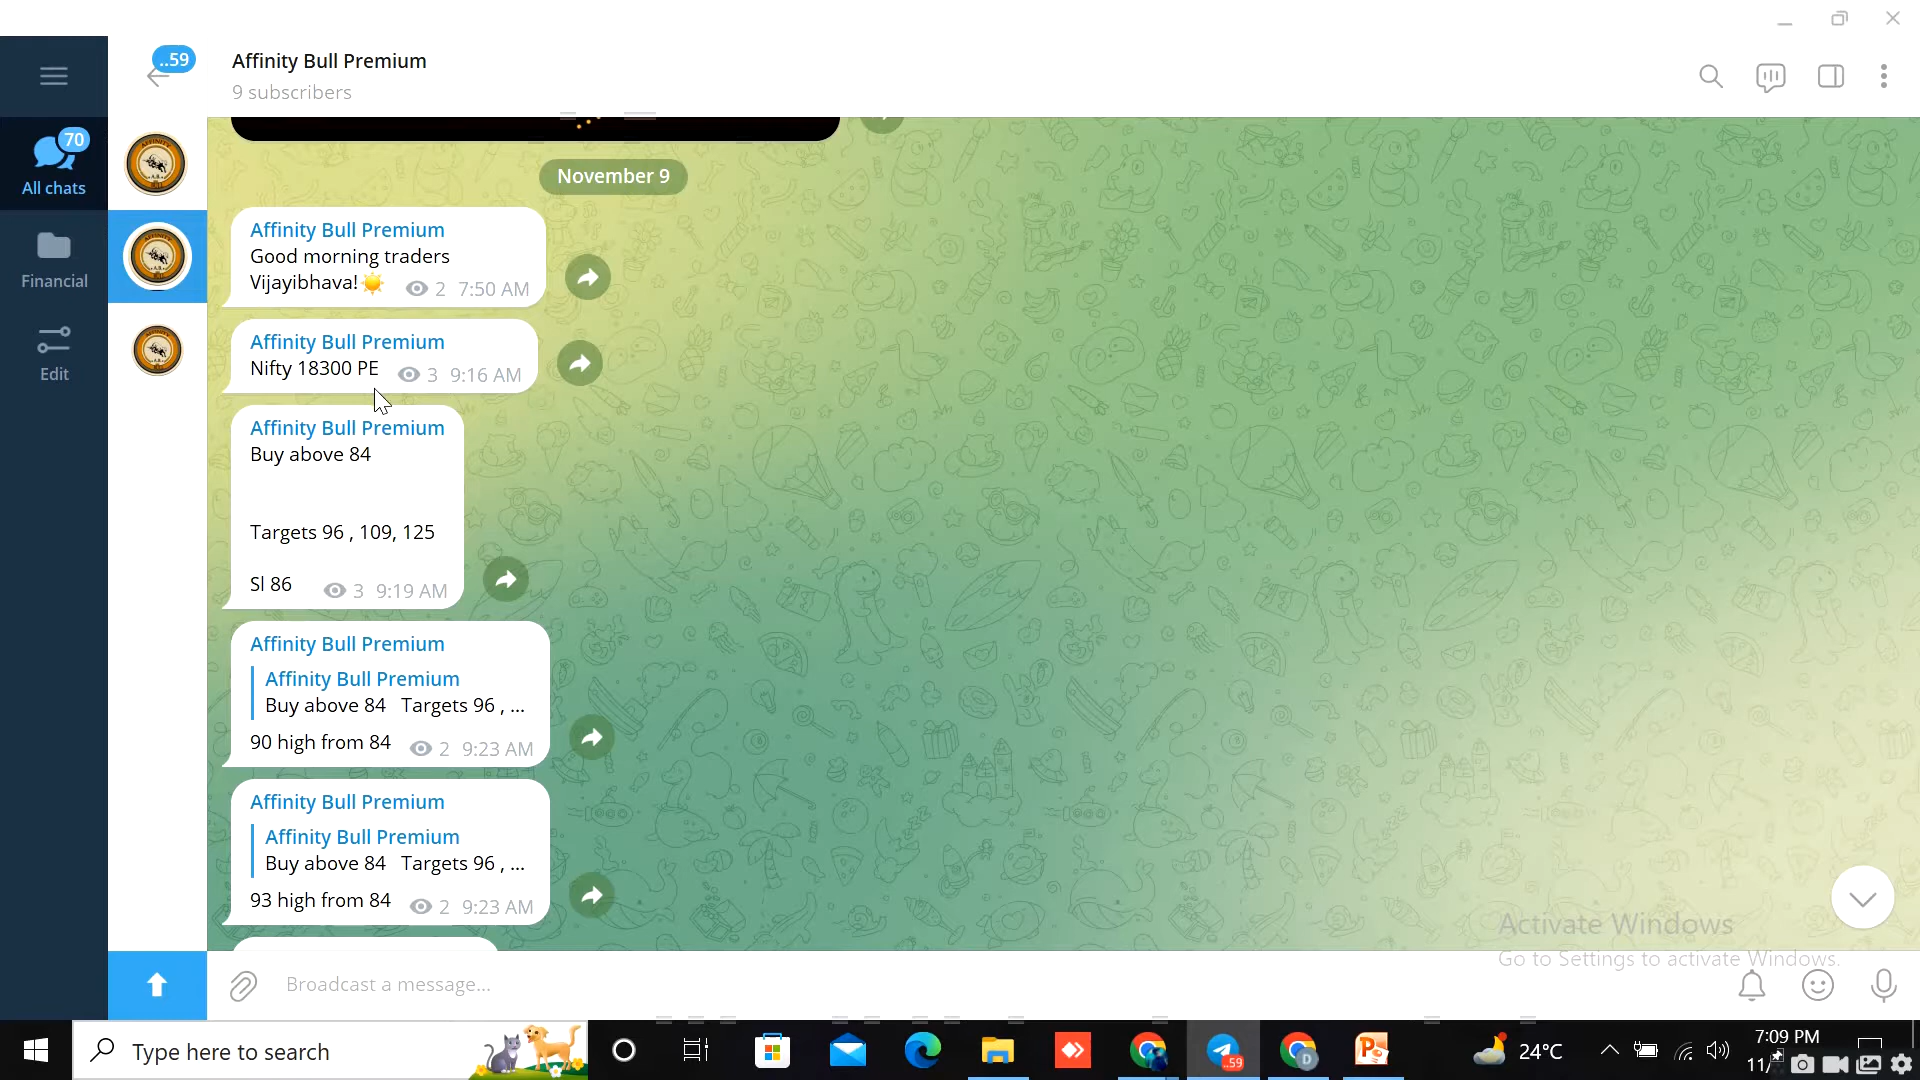 ..59
Affinity Bull Premium
9 subscribers
70
All chats
Financial
Edit
November 9
Affinity Bull Premium
Good morning traders
Vijayibhava!☀️ 2 7:50 AM
Affinity Bull Premium
Nifty 18300 PE 3 9:16 AM
Affinity Bull Premium
Buy above 84
Targets 96 , 109, 125
Sl 86 3 9:19 AM
Affinity Bull Premium
Affinity Bull Premium
Buy above 84 Targets 96 , ...
90 high from 84 2 9:23 AM
Affinity Bull Premium
Affinity Bull Premium
Buy above 84 Targets 96 , ...
93 high from 84 2 9:23 AM
Activate Windows
Go to Settings to activate Windows.
Broadcast a message...
Type here to search
..59
D
24°C
7:09 PM
11/